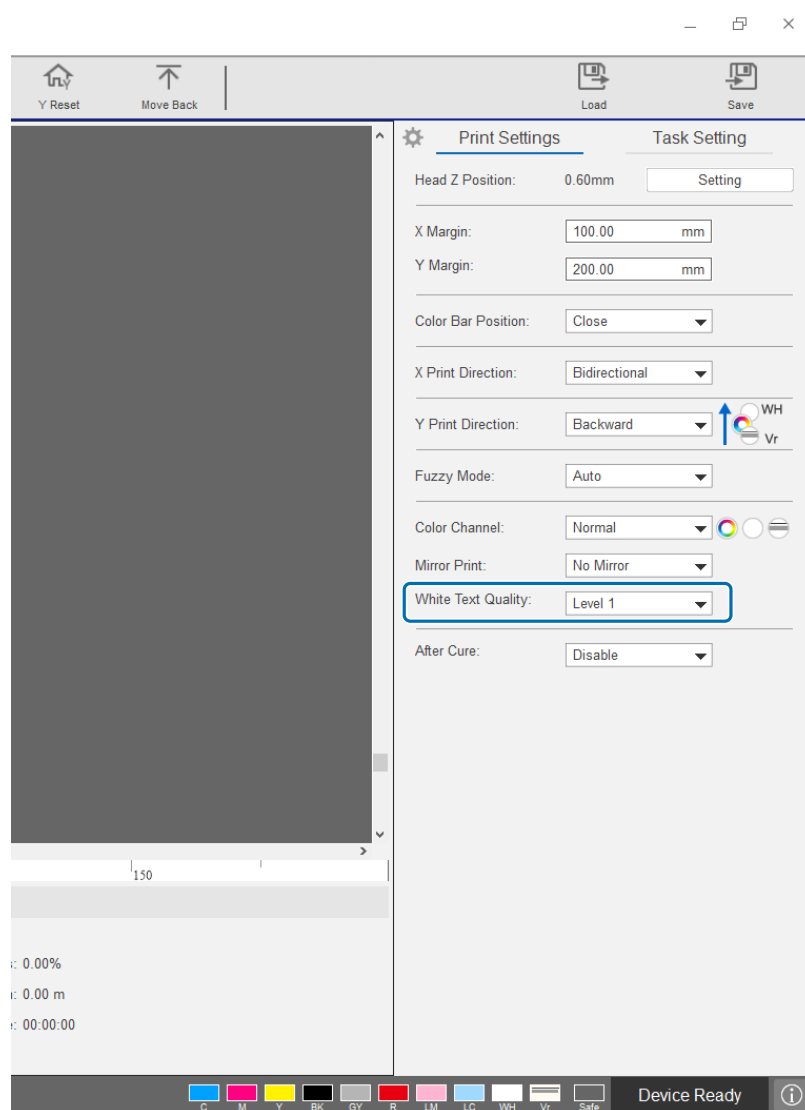 Y Reset
Move Back
Load
Save
Print Settings
Task Setting
Head Z Position: 0.60mm Setting
X Margin: 100.00 mm
Y Margin: 200.00 mm
Color Bar Position: Close
X Print Direction: Bidirectional
Y Print Direction: Backward
WH
Vr
Fuzzy Mode: Auto
Color Channel: Normal
Mirror Print: No Mirror
White Text Quality: Level 1
After Cure: Disable
150
: 0.00%
: 0.00 m
: 00:00:00
C M Y BK GY R LM LC WH Vr Safe
Device Ready